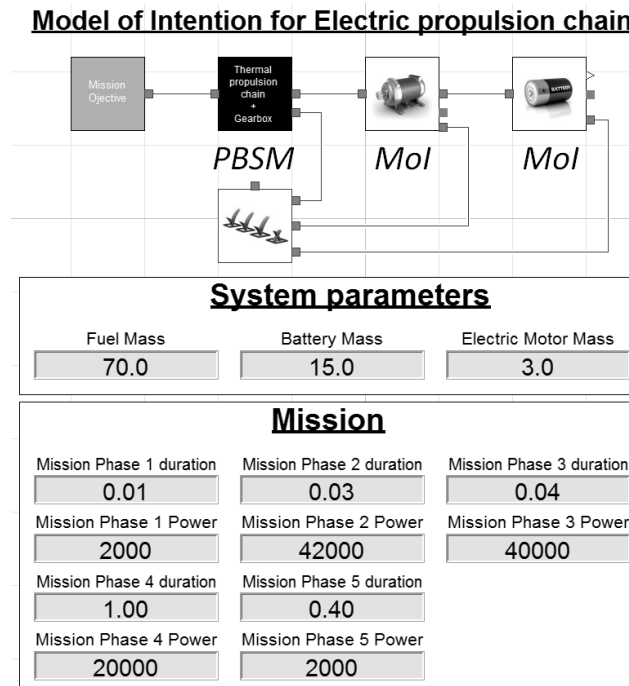 Model of Intention for Electric propulsion chain
Mission
Ojective
Thermal
propulsion
chain
+
Gearbox
BATTERY
PBSM
MoI
MoI
System parameters
Fuel Mass
Battery Mass
Electric Motor Mass
70.0
15.0
3.0
Mission
Mission Phase 1 duration
Mission Phase 2 duration
Mission Phase 3 duration
0.01
0.03
0.04
Mission Phase 1 Power
Mission Phase 2 Power
Mission Phase 3 Power
2000
42000
40000
Mission Phase 4 duration
Mission Phase 5 duration
1.00
0.40
Mission Phase 4 Power
Mission Phase 5 Power
20000
2000